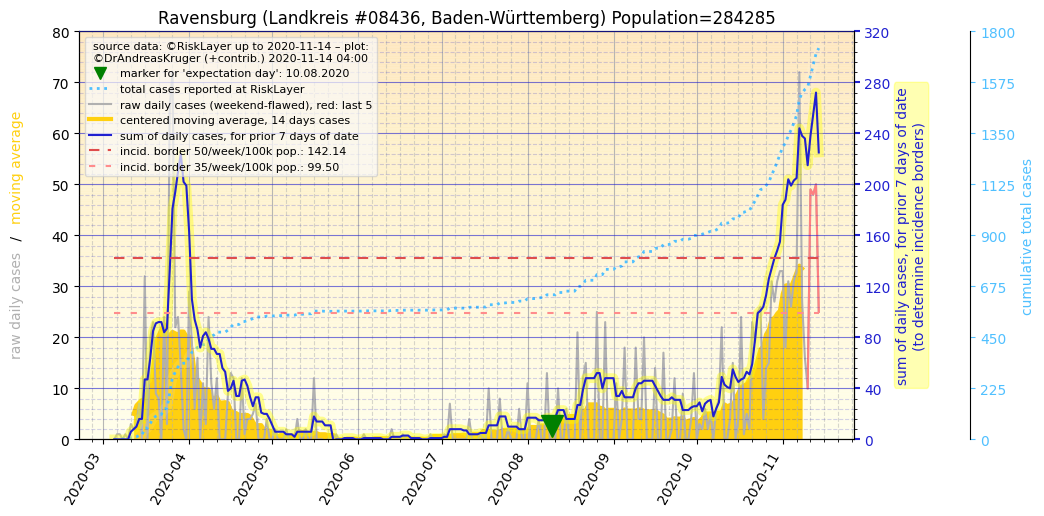 Ravensburg (Landkreis #08436, Baden-Württemberg) Population=284285
source data: ©RiskLayer up to 2020-11-14 – plot:
©DrAndreasKruger (+contrib.) 2020-11-14 04:00
marker for 'expectation day': 10.08.2020
total cases reported at RiskLayer
raw daily cases (weekend-flawed), red: last 5
centered moving average, 14 days cases
sum of daily cases, for prior 7 days of date
incid. border 50/week/100k pop.: 142.14
incid. border 35/week/100k pop.: 99.50
raw daily cases / moving average
80
70
60
50
40
30
20
10
0
2020-03
2020-04
2020-05
2020-06
2020-07
2020-08
2020-09
2020-10
2020-11
320
280
240
200
160
120
80
40
0
sum of daily cases, for prior 7 days of date
(to determine incidence borders)
1800
1575
1350
1125
900
675
450
225
0
cumulative total cases